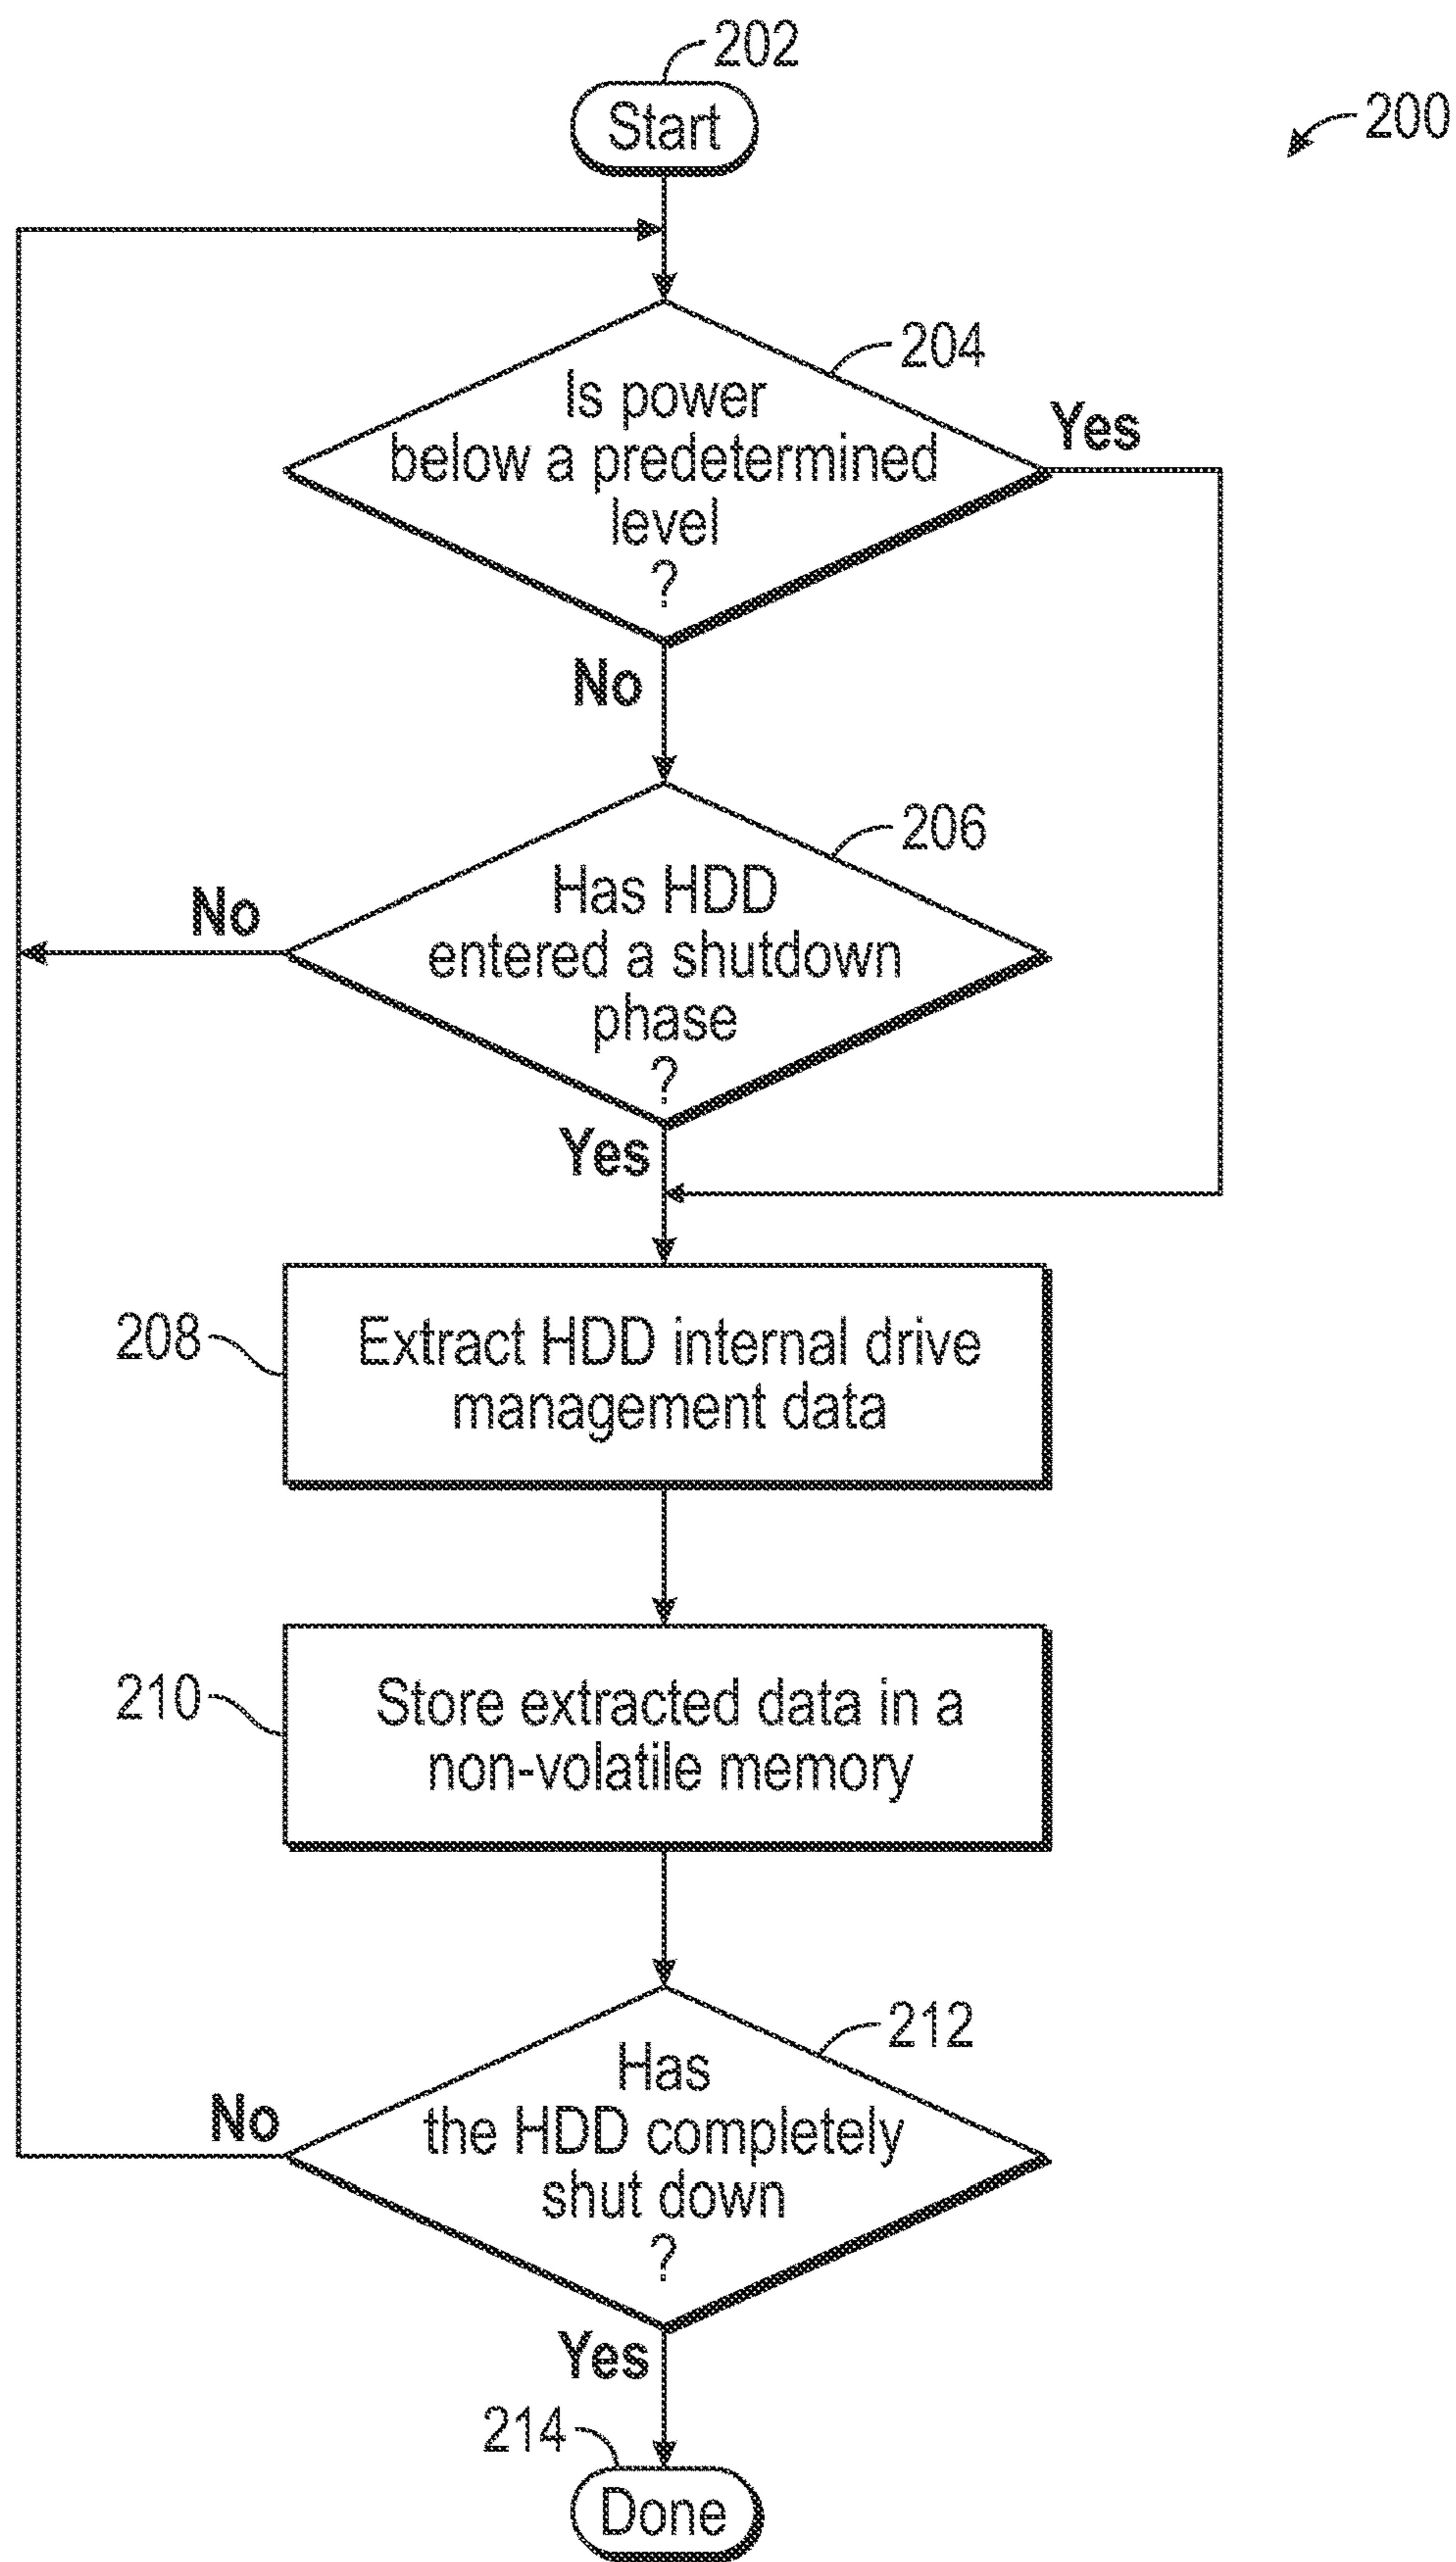 202
Start
200
204
Is power
below a predetermined
level
?
Yes
No
206
Has HDD
entered a shutdown
phase
?
No
Yes
208
Extract HDD internal drive
management data
210
Store extracted data in a
non-volatile memory
212
Has
the HDD completely
shut down
?
No
Yes
214
Done